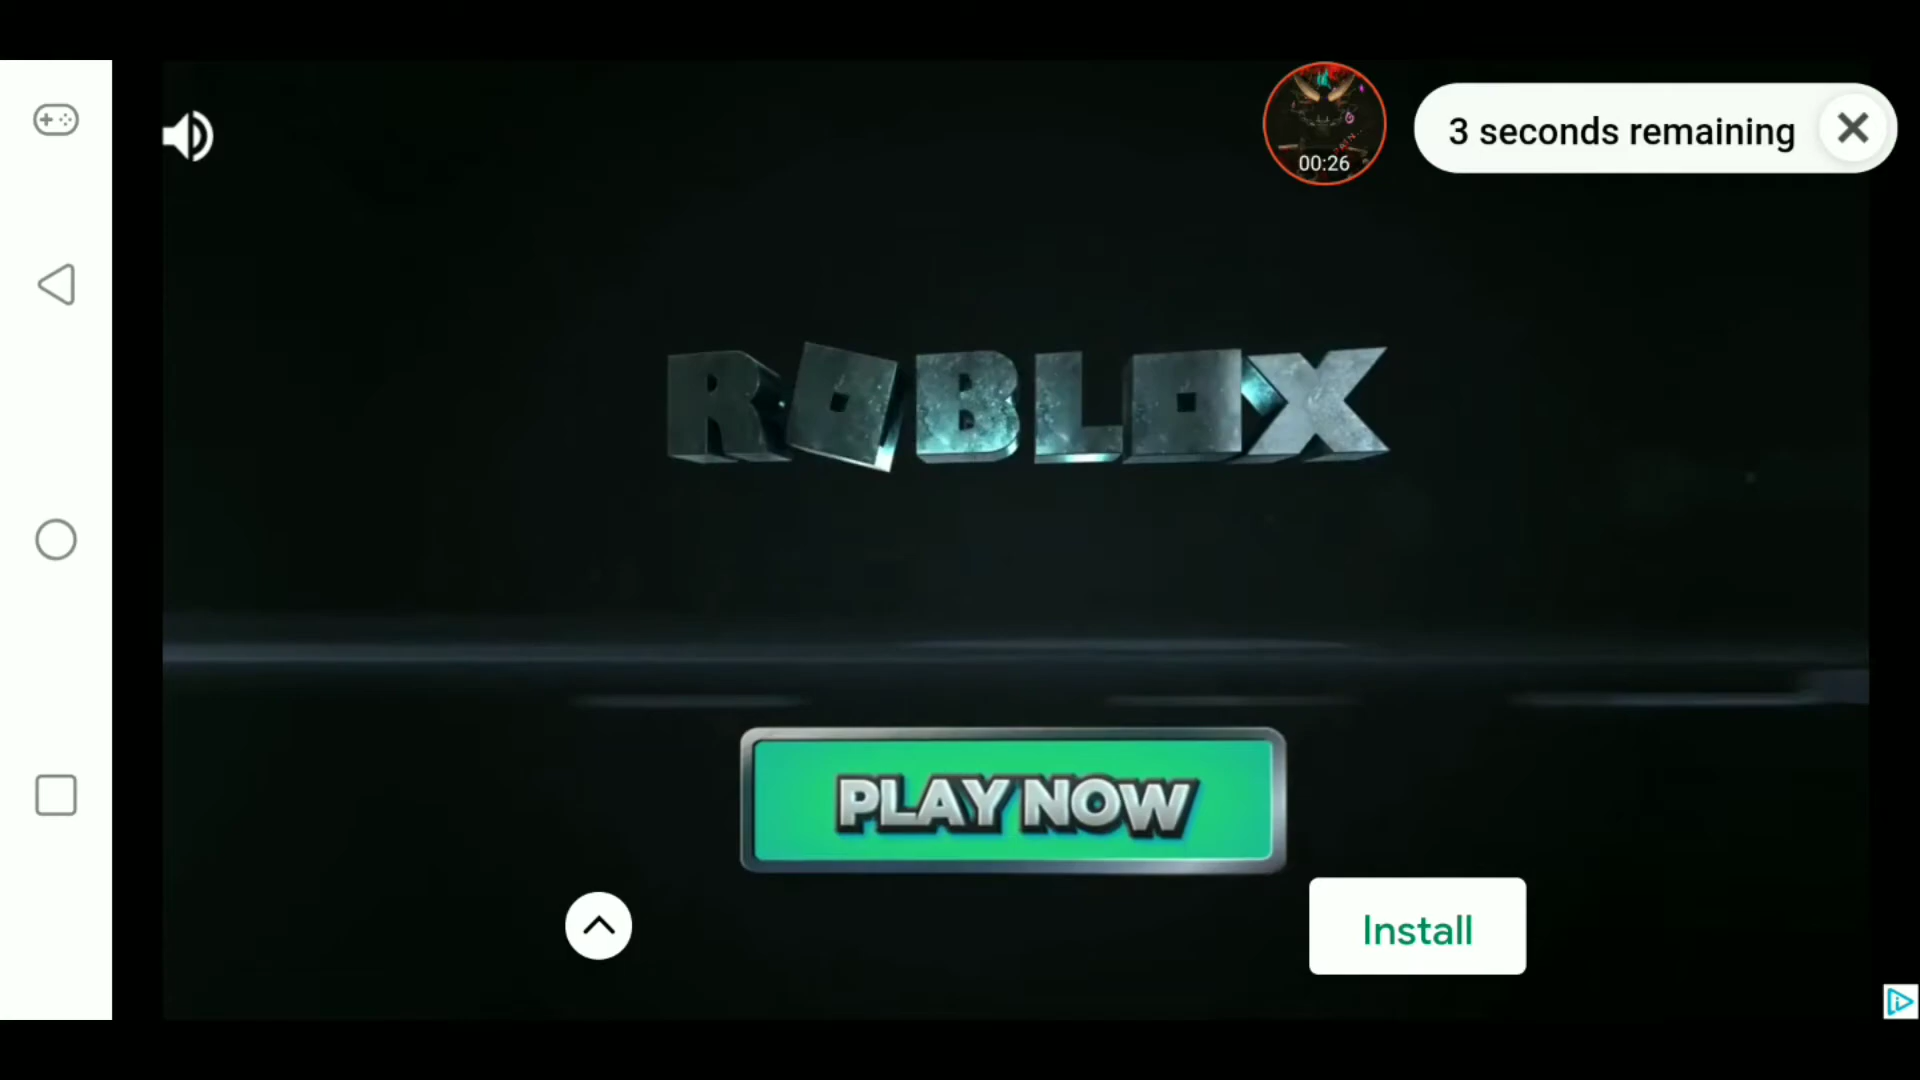 3 seconds remaining
00:26
ROBLOX
PLAY NOW
Install